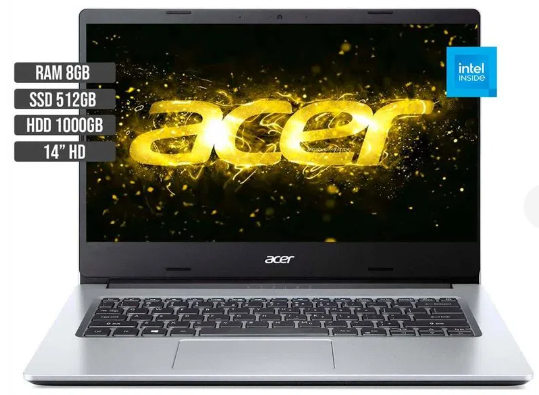 RAM 8GB
SSD 512GB
HDD 1000GB
14" HD
intel
INSIDE
acer
acer